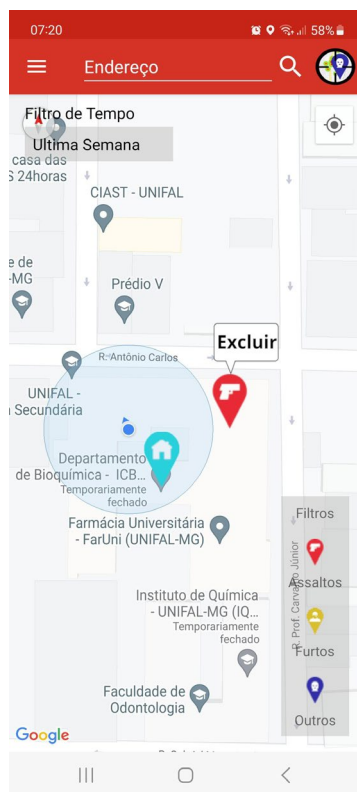 07:20
58%
Endereço
Filtro de Tempo
Ultima Semana
casa das
S 24horas
CIAST - UNIFAL
e de
-MG
Prédio V
R. Antônio Carlos
Excluir
UNIFAL -
a Secundária
Departamento
de Bioquímica - ICB...
Temporariamente
fechado
Farmácia Universitária
- FarUni (UNIFAL-MG)
Filtros
Assaltos
Furtos
Outros
R. Prof. Carvalho Júnior
Instituto de Química
- UNIFAL-MG (IQ...
Temporariamente
fechado
Faculdade de
Odontologia
Google